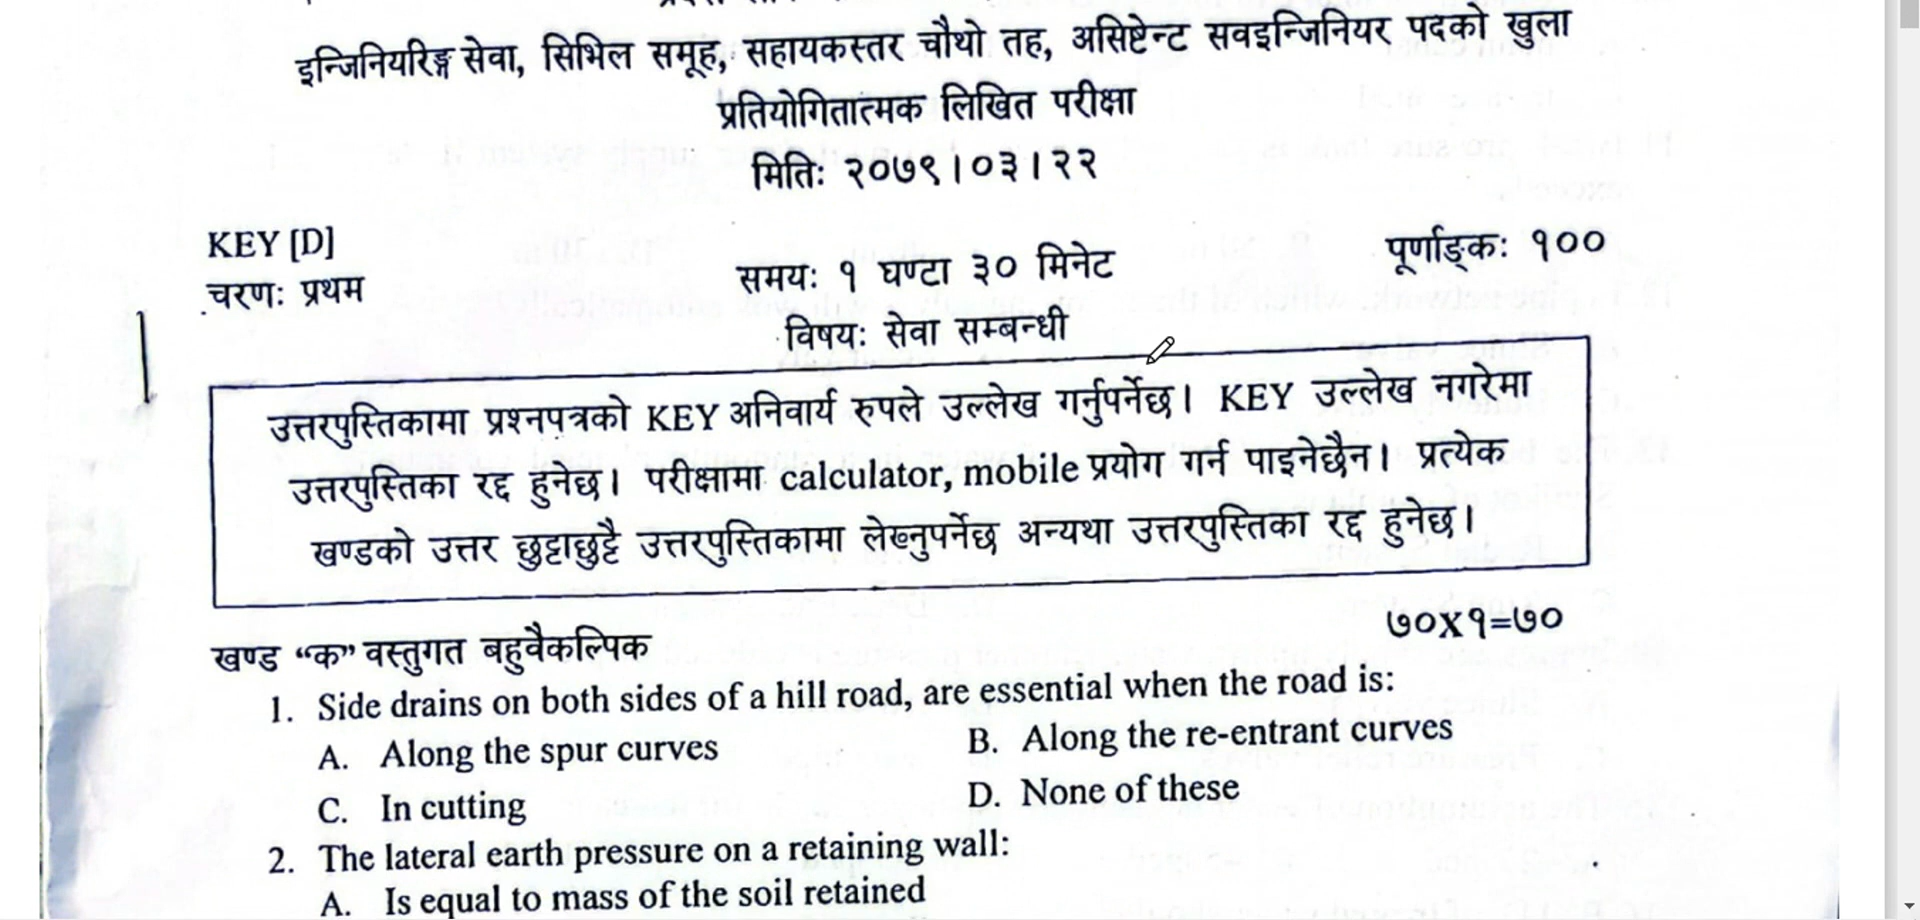 इन्जिनियरिङ्ग सेवा, सिभिल समूह, सहायकस्तर चौथो तह, असिष्टेन्ट सवइन्जिनियर पदको खुला
प्रतियोगितात्मक लिखित परीक्षा
मितिः २०७९।०३।२२
KEY [D]
पूर्णाङ्कः १००
चरणः प्रथम
समयः १ घण्टा ३० मिनेट
विषयः सेवा सम्बन्धी
उत्तरपुस्तिकामा प्रश्नपत्रको KEY अनिवार्य रुपले उल्लेख गर्नुपर्नेछ। KEY उल्लेख नगरेमा
उत्तरपुस्तिका रद्द हुनेछ। परीक्षामा calculator, mobile प्रयोग गर्न पाइनेछैन। प्रत्येक
खण्डको उत्तर छुट्टाछुट्टै उत्तरपुस्तिकामा लेख्नुपर्नेछ अन्यथा उत्तरपुस्तिका रद्द हुनेछ।
७०X१=७०
खण्ड “क” वस्तुगत बहुवैकल्पिक
1. Side drains on both sides of a hill road, are essential when the road is:
A. Along the spur curves B. Along the re-entrant curves
C. In cutting D. None of these
2. The lateral earth pressure on a retaining wall:
A. Is equal to mass of the soil retained